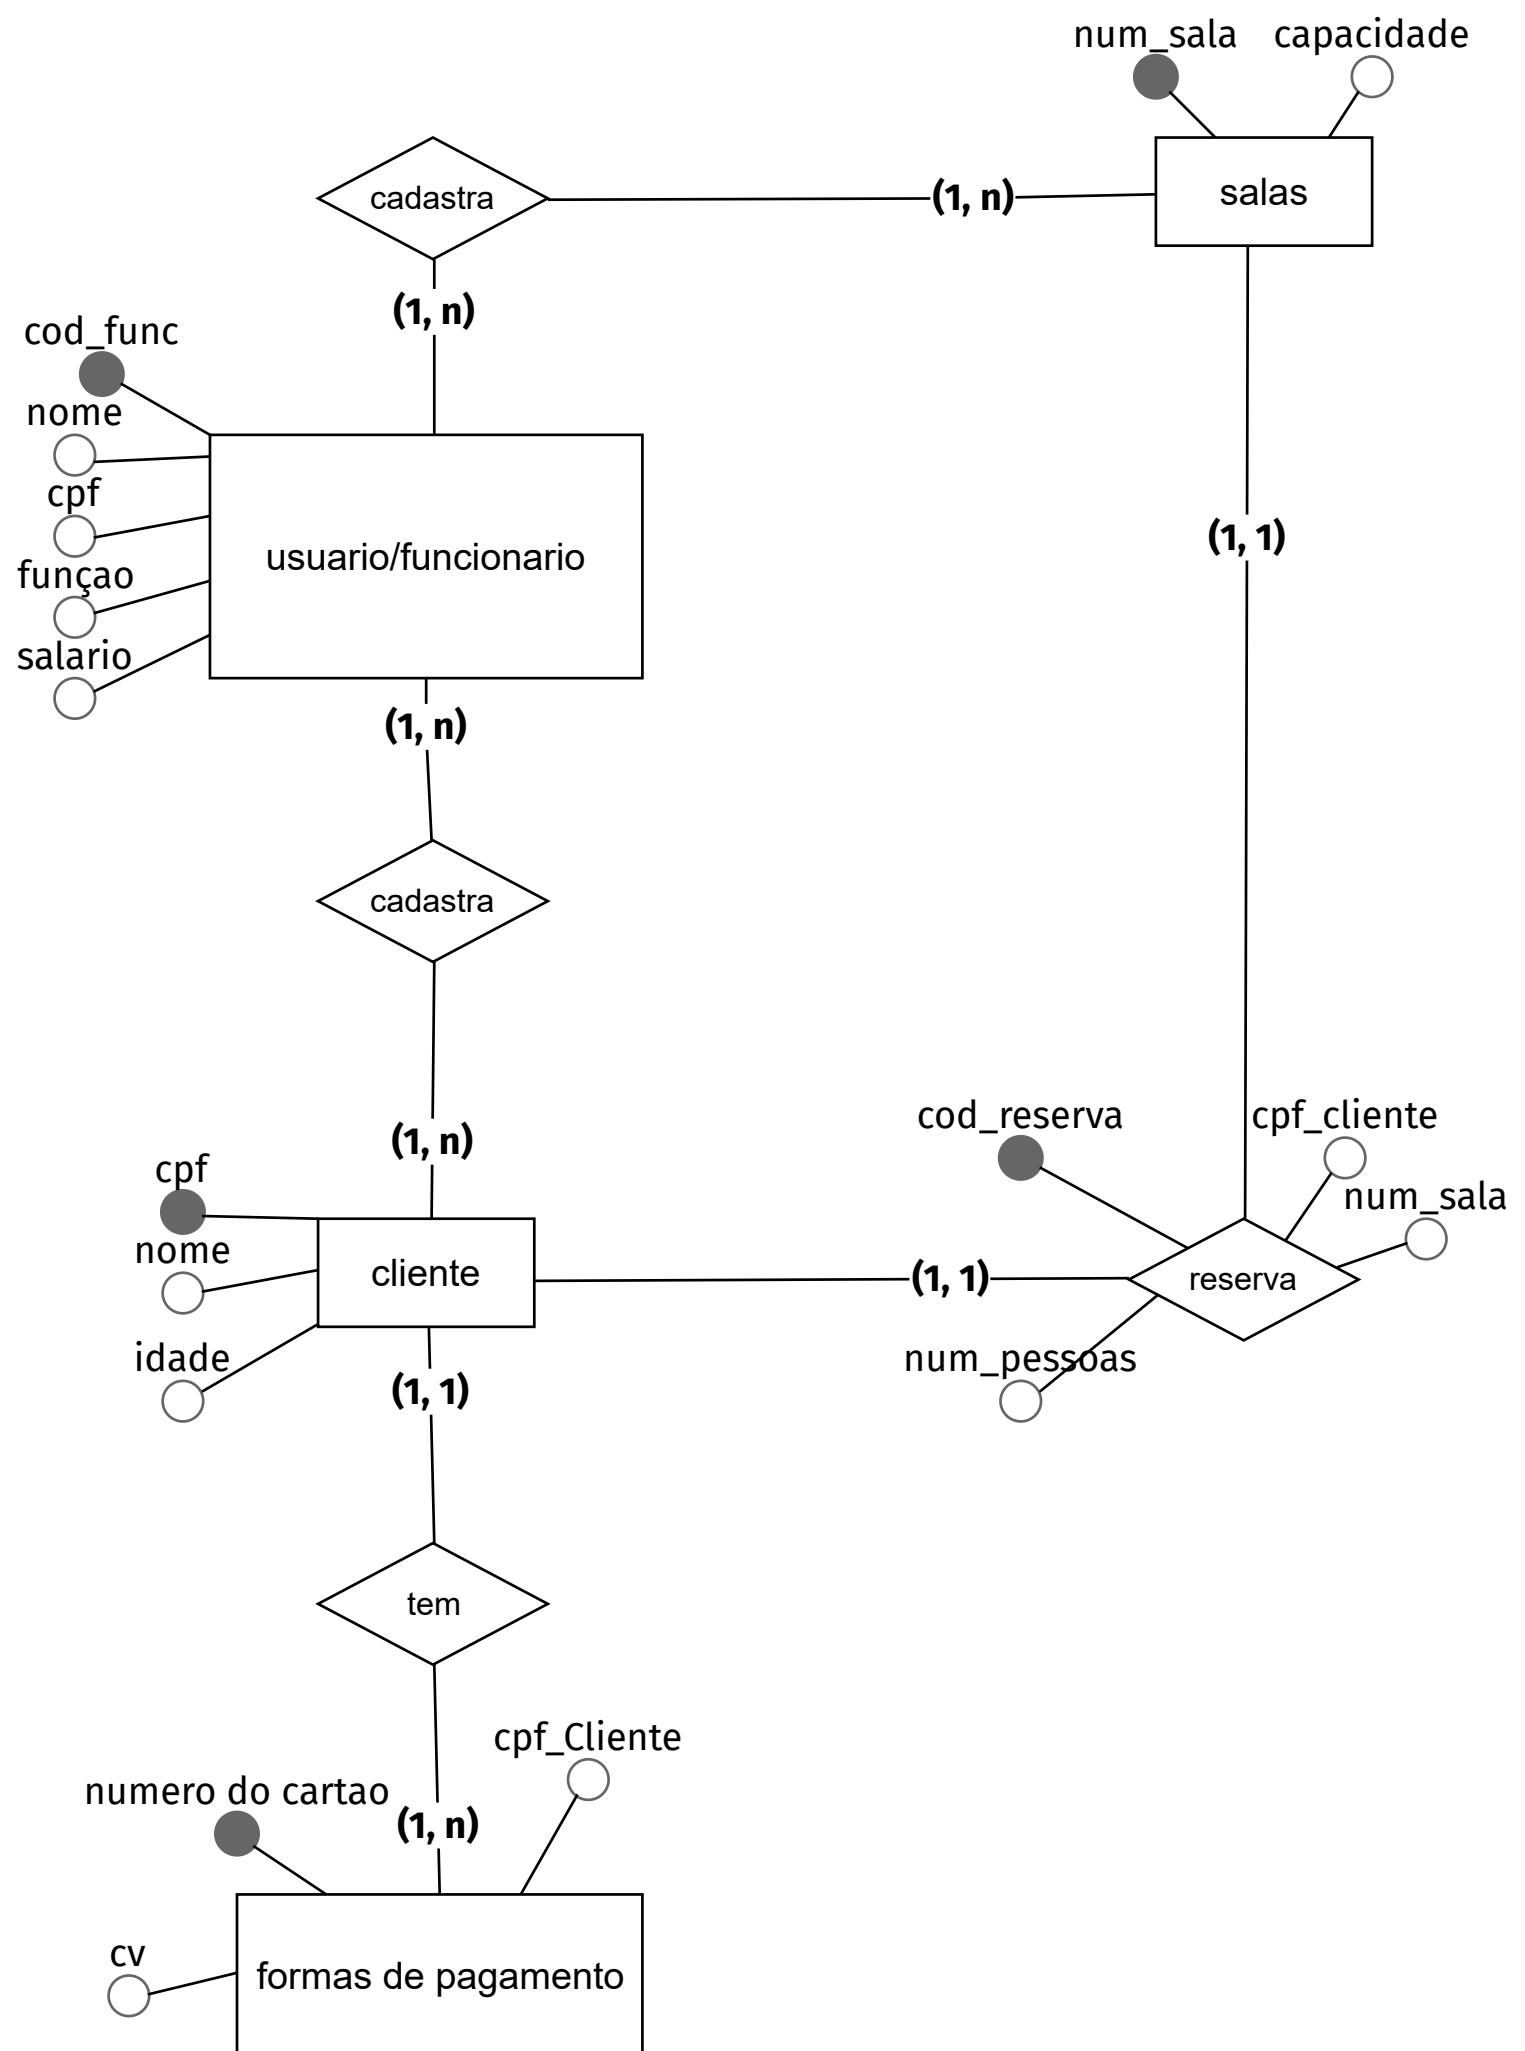 num_sala
capacidade
cadastra
(1, n)
salas
(1, n)
cod_func
nome
cpf
funçao
salario
usuario/funcionario
(1, 1)
(1, n)
cadastra
(1, n)
cpf
nome
idade
cliente
(1, 1)
cod_reserva
cpf_cliente
num_sala
reserva
num_pessoas
(1, 1)
tem
cpf_Cliente
numero do cartao
(1, n)
cv
formas de pagamento